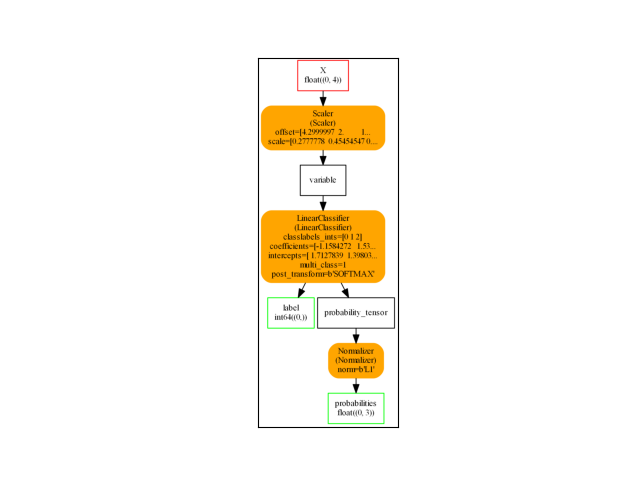 X
float((0, 4))
Scaler
(Scaler)
offset=[4.2999997 2. 1...
scale=[0.2777778 0.45454547 0...
variable
LinearClassifier
(LinearClassifier)
classlabels_ints=[0 1 2]
coefficients=[-1.1584272 1.53...
intercepts=[ 1.7127839 1.39803...
multi_class=1
post_transform=b'SOFTMAX'
label
int64((0,))
probability_tensor
Normalizer
(Normalizer)
norm=b'L1'
probabilities
float((0, 3))